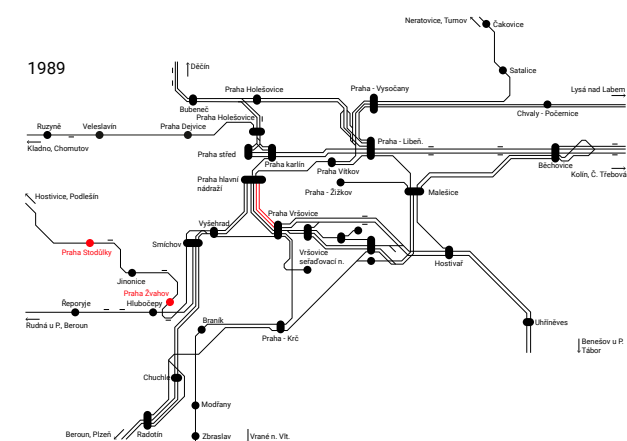 Neratovice, Turnov
Čakovice
1989
Děčín
Satalice
Praha Holešovice
Praha - Vysočany
Lysá nad Labem
Bubeneč
Chvaly - Počernice
Praha Holešovice
Ruzyně
Veleslavín
Praha Dejvice
Kladno, Chomutov
Praha střed
Praha karlín
Praha - Libeň.
Praha Vítkov
Běchovice
Kolín, Č. Třebová
Praha hlavní
nádraží
Praha - Žižkov
Malešice
Hostivice, Podlešín
Praha Vršovice
Vyšehrad
Praha Stodůlky
Smíchov
Vršovice
seřaďovací n.
Hostivař
Jinonice
Praha Žvahov
Řeporyje
Hlubočepy
Rudná u P., Beroun
Braník
Praha - Krč
Uhříněves
Benešov u P.
Tábor
Chuchle
Modřany
Beroun, Plzeň
Radotín
Zbraslav
Vrané n. Vlt.